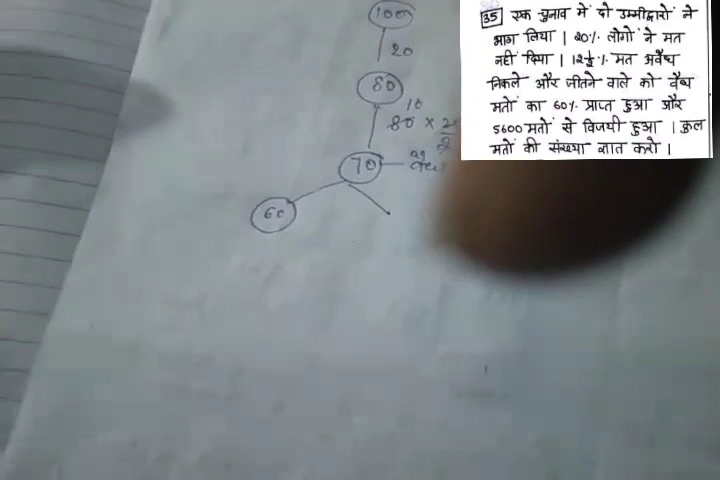 35 एक चुनाव में दो उम्मीद्वारों ने
भाग लिया | 20%. लोगों ने मत
नहीं दिया | 12½%. मत अवैध
निकले और जीतने वाले को वैध
मतों का 60%. प्राप्त हुआ और
5600 मतों से विजयी हुआ | कुल
मतों की संख्या ज्ञात करो |
100
20
80
10
80 ×
70
60